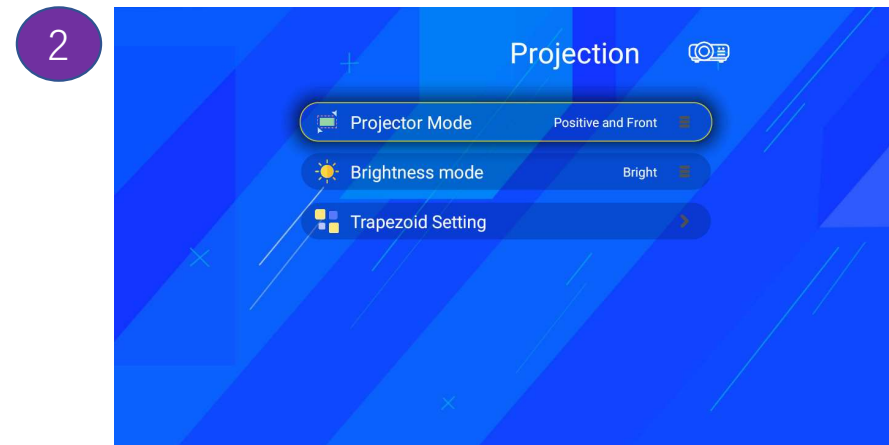 2
Projection
Projector Mode Positive and Front
Brightness mode Bright
Trapezoid Setting